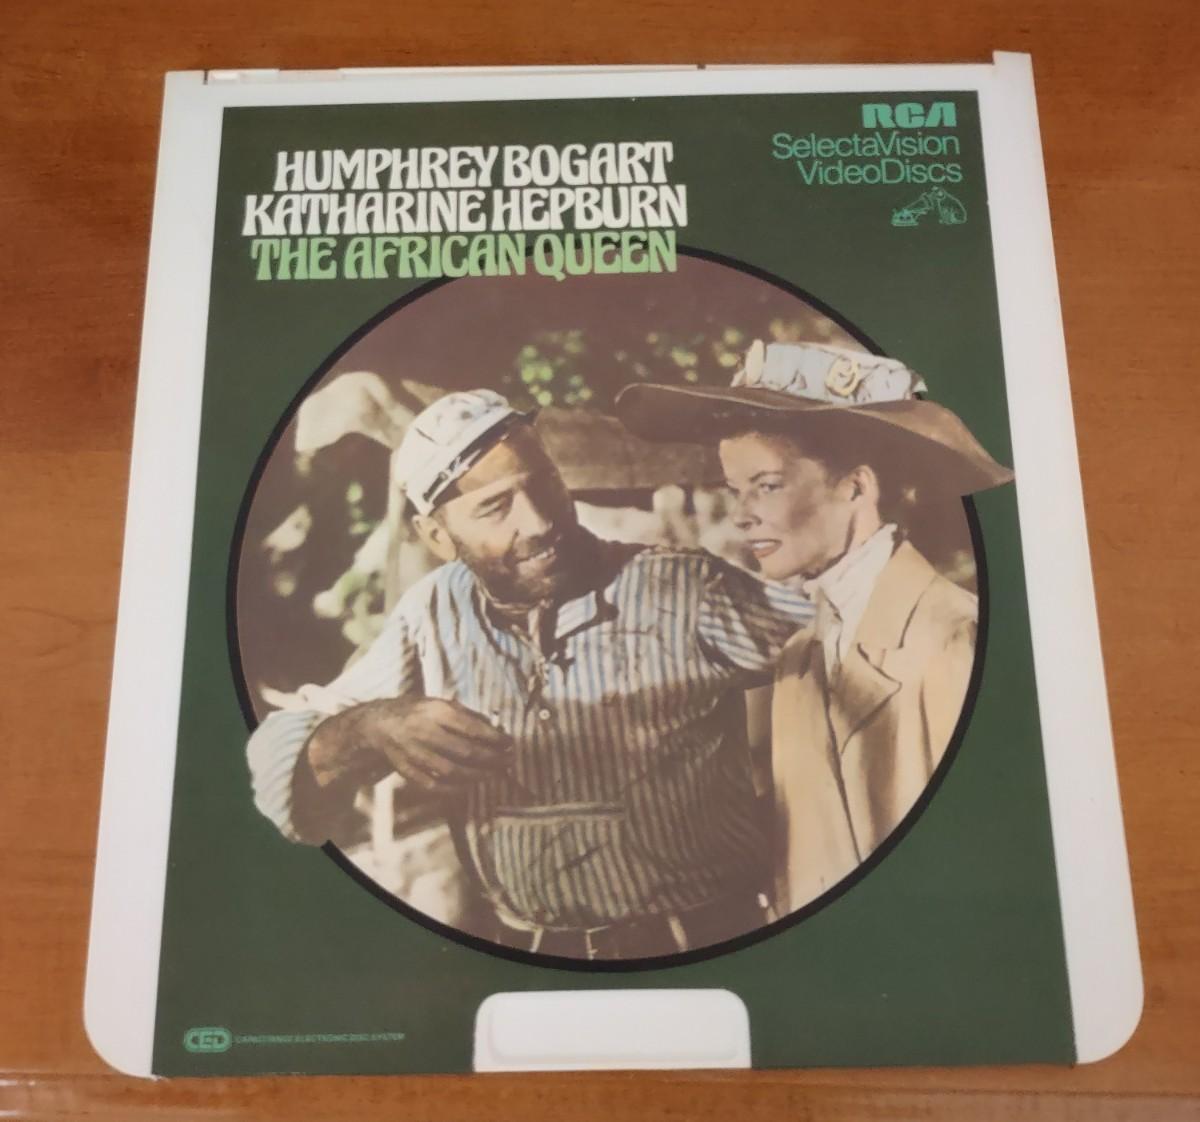 HUMPHREY BOGART
KATHARINE HEPBURN
THE AFRICAN QUEEN
RCA
SelectaVision
VideoDiscs
CED CAPACITANCE ELECTRONIC DISC SYSTEM